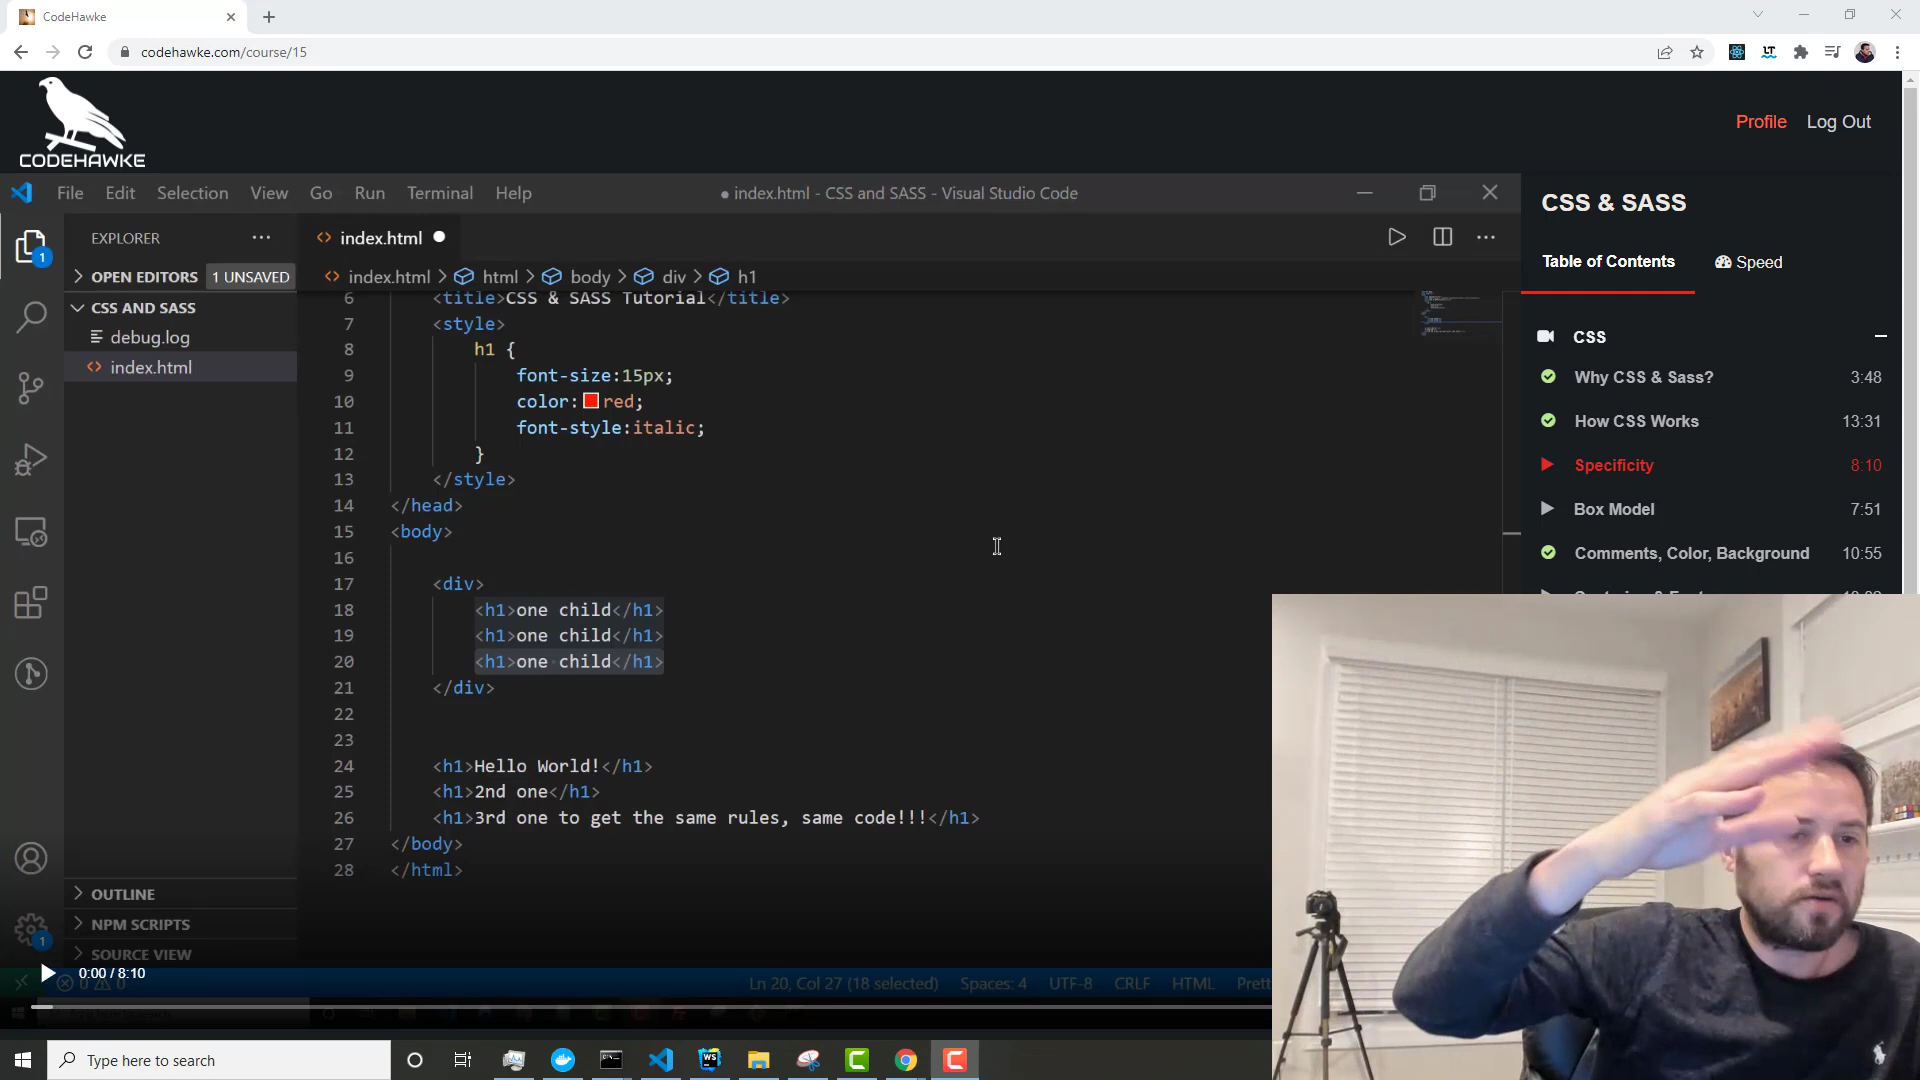 CodeHawke
codehawke.com/course/15
CODEHAWKE
Profile
Log Out
File Edit Selection View Go Run Terminal Help
● index.html - CSS and SASS - Visual Studio Code
EXPLORER
OPEN EDITORS 1 UNSAVED
CSS AND SASS
debug.log
index.html
OUTLINE
NPM SCRIPTS
SOURCE VIEW
1
1
index.html ●
index.html > html > body > div > h1
6 <title>CSS & SASS Tutorial</title>
7 <style>
8 h1 {
9 font-size:15px;
10 color: red;
11 font-style:italic;
12 }
13 </style>
14 </head>
15 <body>
16
17 <div>
18 <h1>one child</h1>
19 <h1>one child</h1>
20 <h1>one child</h1>
21 </div>
22
23
24 <h1>Hello World!</h1>
25 <h1>2nd one</h1>
26 <h1>3rd one to get the same rules, same code!!!</h1>
27 </body>
28 </html>
0:00 / 8:10
0 0
Ln 20, Col 27 (18 selected) Spaces: 4 UTF-8 CRLF HTML Prett
CSS & SASS
Table of Contents Speed
CSS
Why CSS & Sass? 3:48
How CSS Works 13:31
Specificity 8:10
Box Model 7:51
Comments, Color, Background 10:55
Type here to search
LT
WS